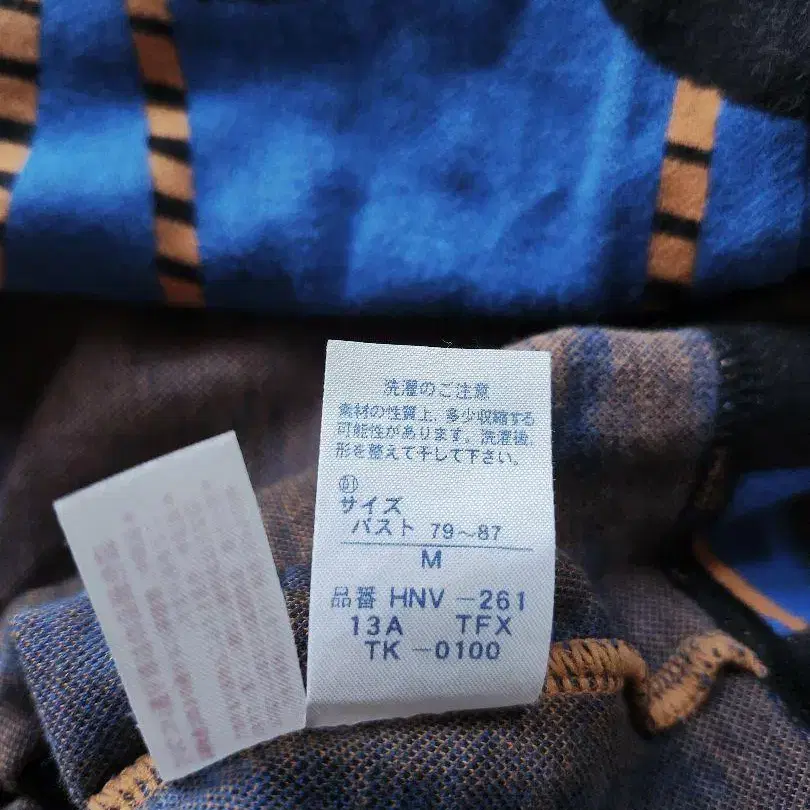 洗濯のご注意
素材の性質上、多少収縮する
可能性があります。洗濯後、
形を整えて干して下さい。
サイズ
バスト 79~87
M
品番 HNV -261
13A TFX
TK -0100